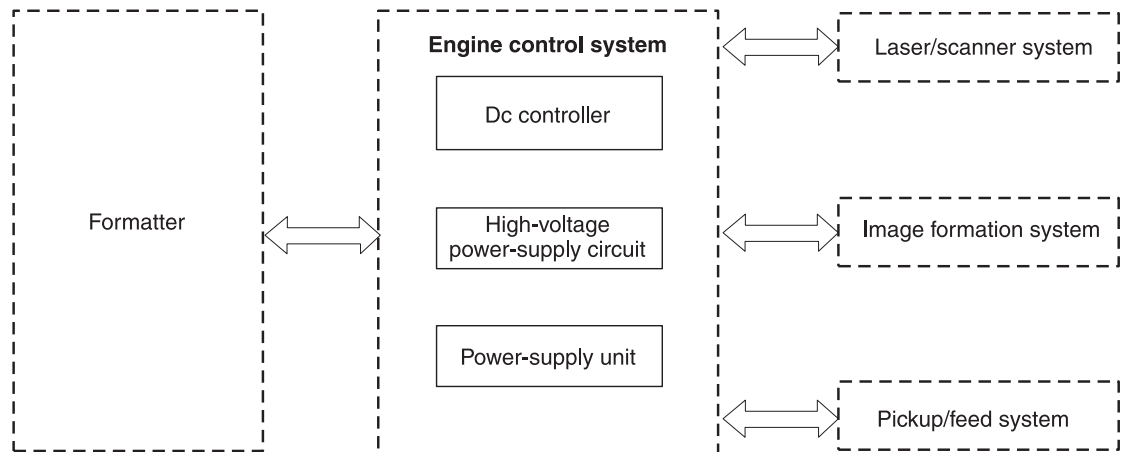 Formatter
Engine control system
Dc controller
High-voltage
power-supply circuit
Power-supply unit
Laser/scanner system
Image formation system
Pickup/feed system